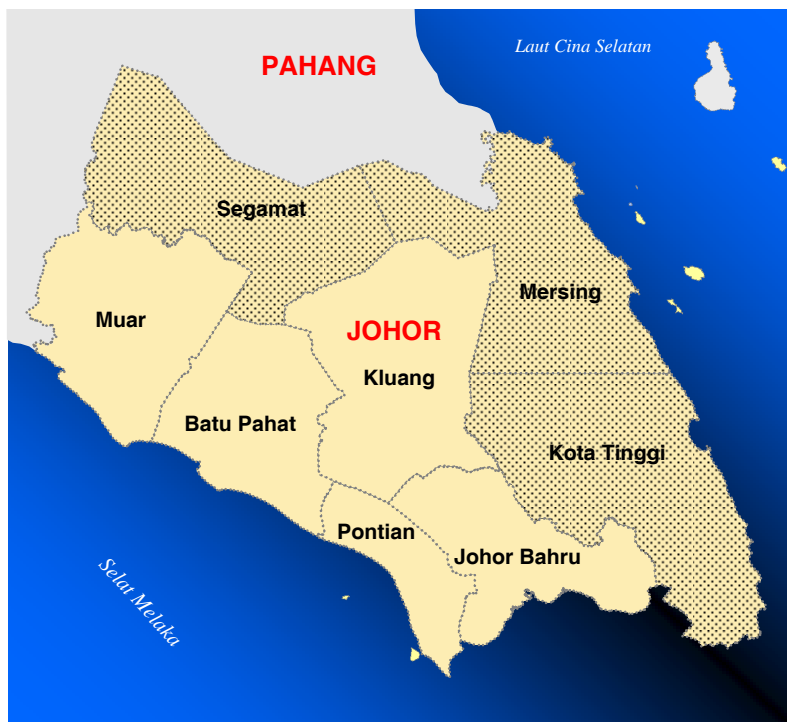 Laut Cina Selatan
PAHANG
Segamat
Mersing
Muar
JOHOR
Kluang
Batu Pahat
Kota Tinggi
Pontian
Johor Bahru
Selat Melaka